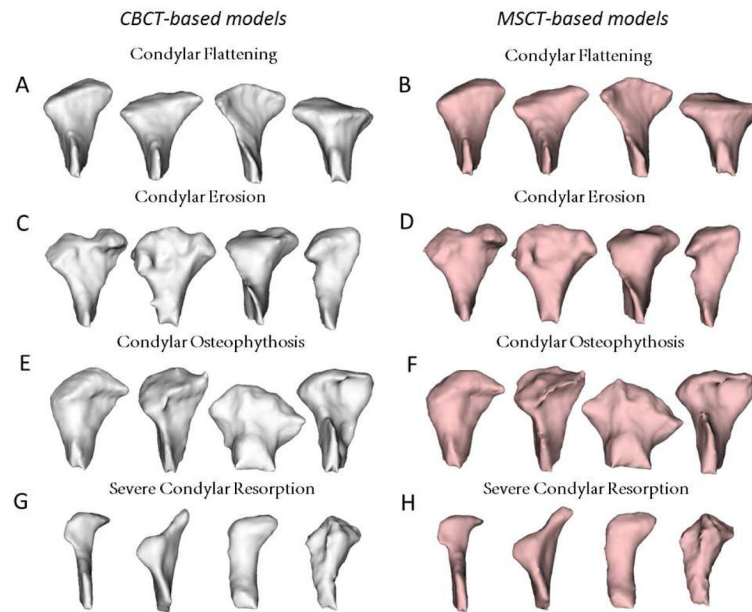 CBCT-based models
MSCT-based models
Condylar Flattening
Condylar Flattening
A
B
Condylar Erosion
Condylar Erosion
C
D
Condylar Osteophythosis
Condylar Osteophythosis
E
F
Severe Condylar Resorption
Severe Condylar Resorption
G
H